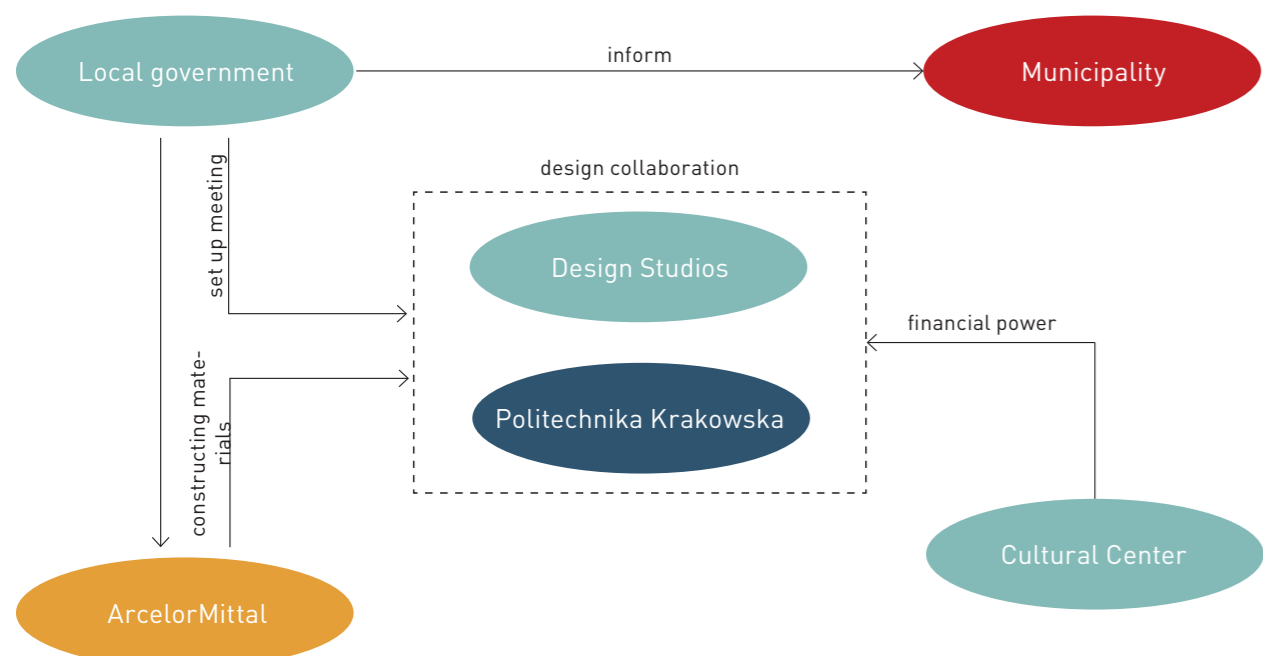 inform
Local government
Municipality
design collaboration
set up meeting
Design Studios
financial power
constructing mate-
rials
Politechnika Krakowska
Cultural Center
ArcelorMittal